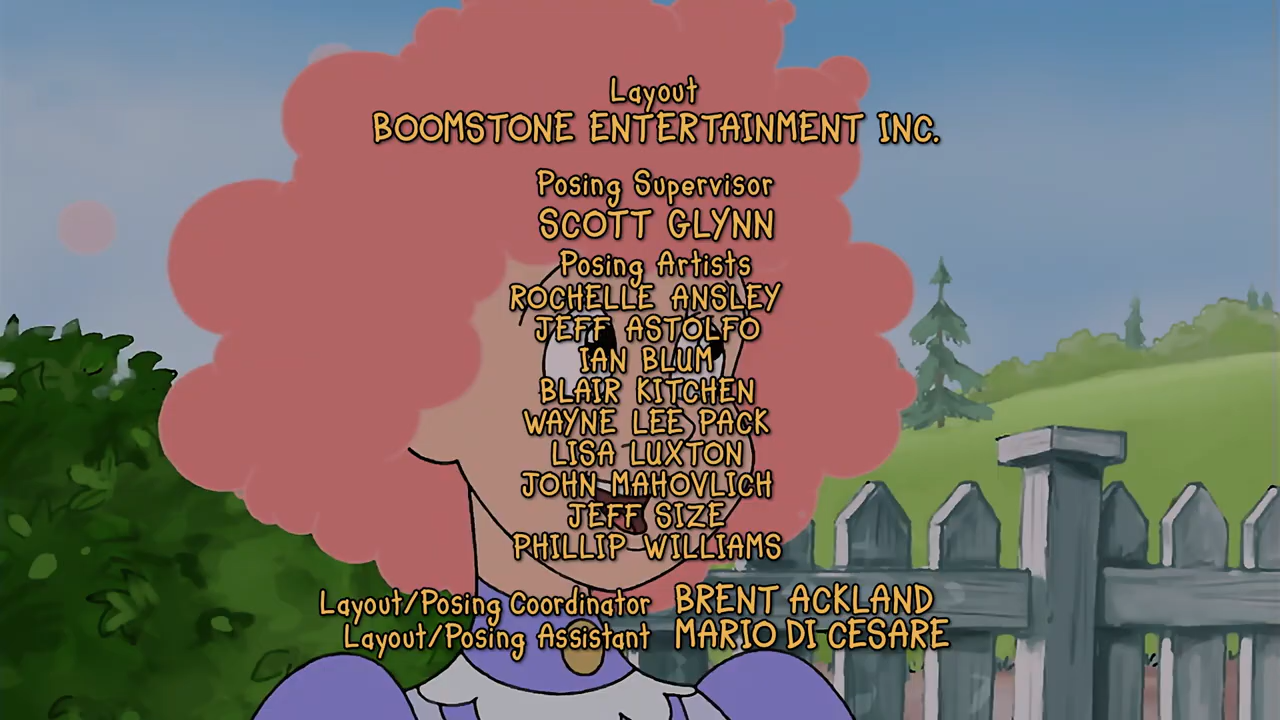 Layout
BOOMSTONE ENTERTAINMENT INC.
Posing Supervisor
SCOTT GLYNN
Posing Artists
ROCHELLE ANSLEY
JEFF ASTOLFO
IAN BLUM
BLAIR KITCHEN
WAYNE LEE PACK
LISA LUXTON
JOHN MAHOVLICH
JEFF SIZE
PHILLIP WILLIAMS
Layout/Posing Coordinator BRENT ACKLAND
Layout/Posing Assistant MARIO DI CESARE